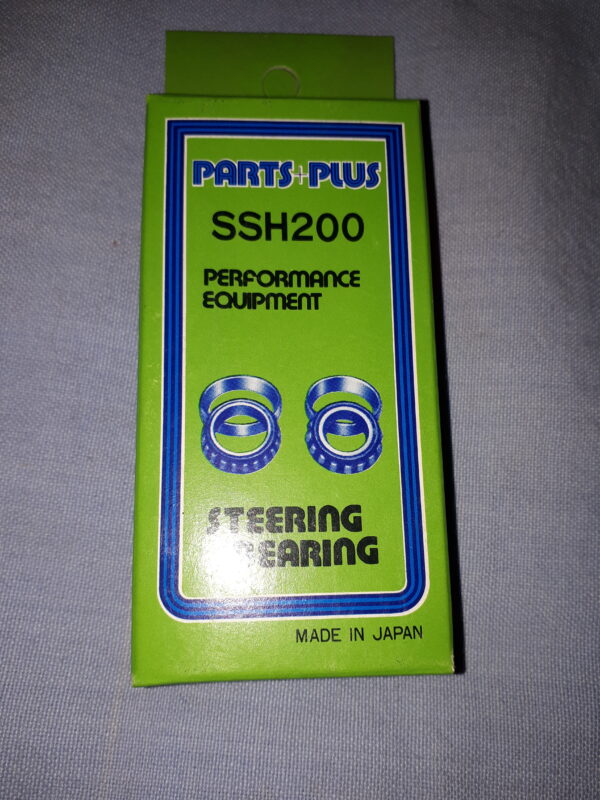 PARTS+PLUS
SSH200
PERFORMANCE
EQUIPMENT
STEERING
BEARING
MADE IN JAPAN